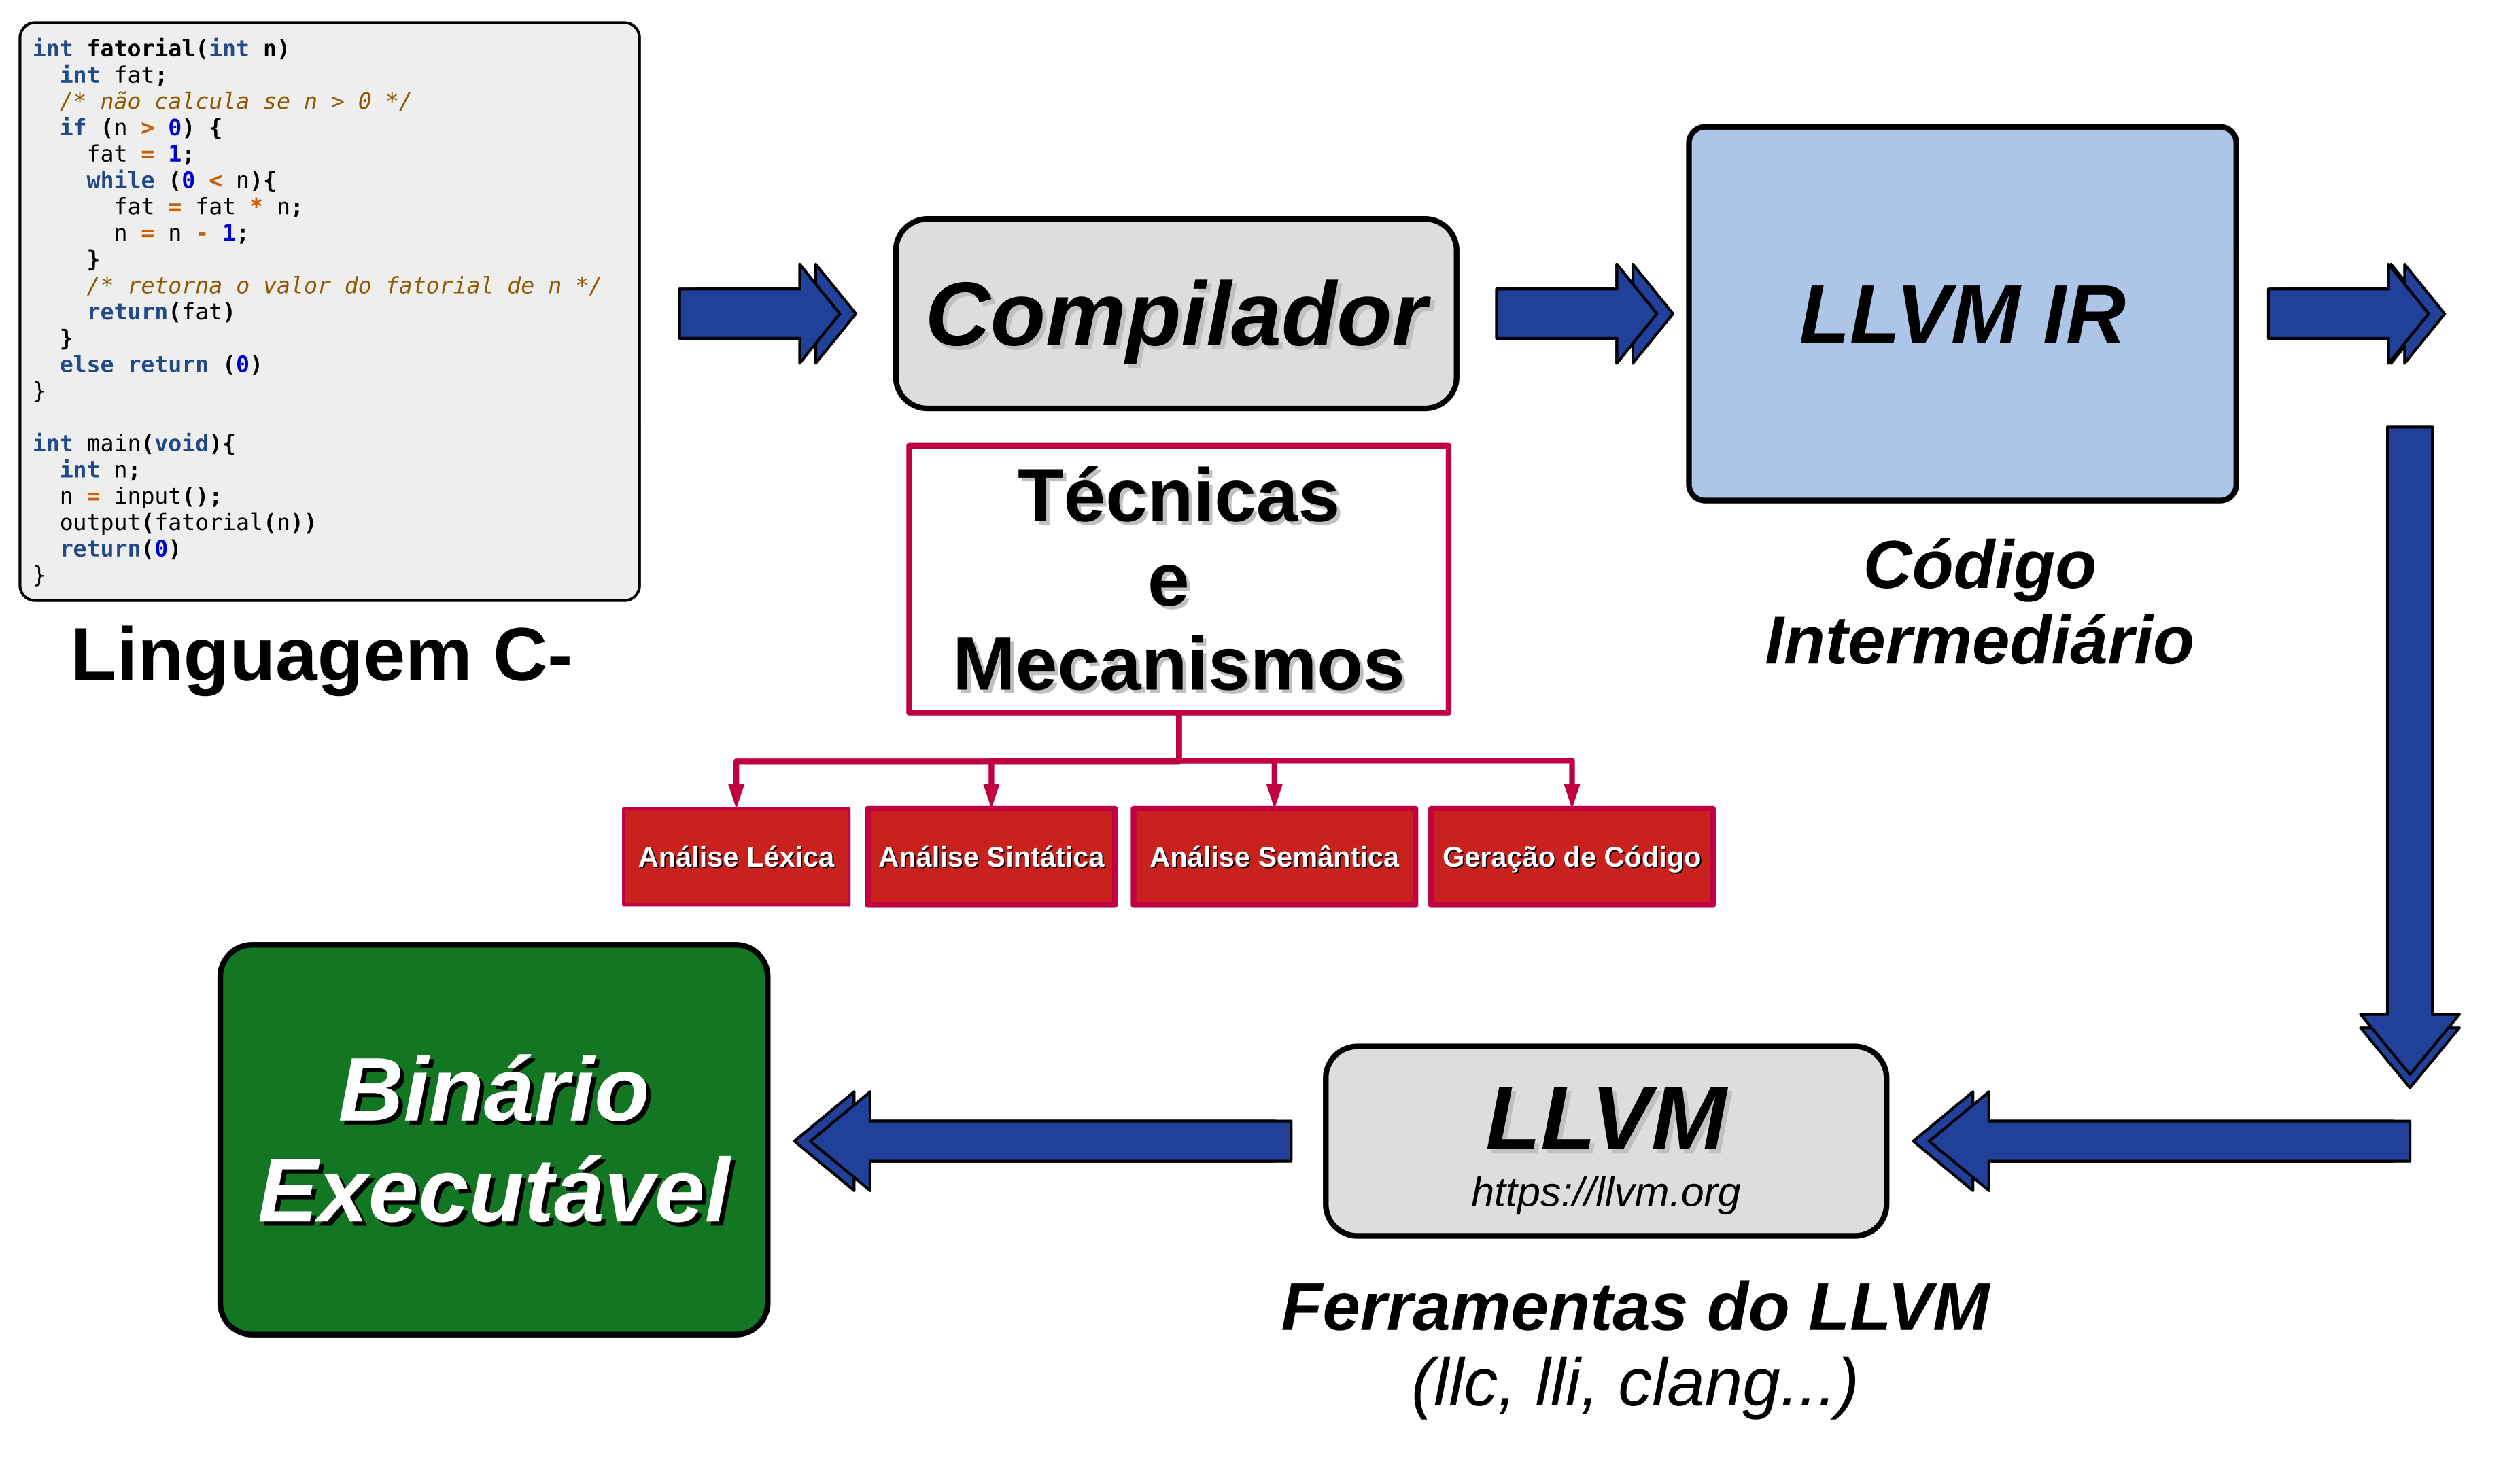 int fatorial(int n)
  int fat;
  /* não calcula se n > 0 */
  if (n > 0) {
    fat = 1;
    while (0 < n){
      fat = fat * n;
      n = n - 1;
    }
    /* retorna o valor do fatorial de n */
    return(fat)
  }
  else return (0)
}
int main(void){
  int n;
  n = input();
  output(fatorial(n))
  return(0)
}
Linguagem C-
Compilador
Técnicas
e
Mecanismos
Análise Léxica
Análise Sintática
Análise Semântica
Geração de Código
LLVM IR
Código
Intermediário
LLVM
https://llvm.org
Ferramentas do LLVM
(llc, lli, clang...)
Binário
Executável